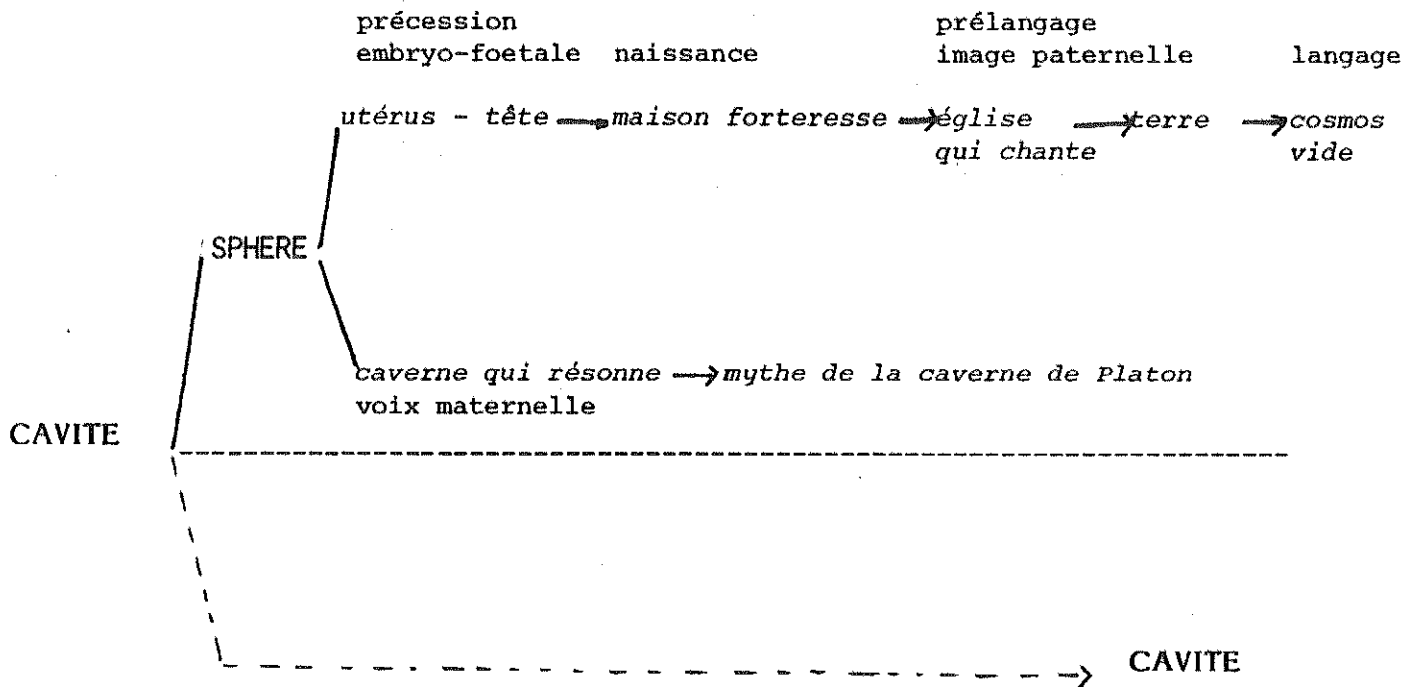 précession prélangage
embryo-foetale naissance image paternelle langage
utérus - tête → maison forteresse → église → terre → cosmos
qui chante vide
SPHERE
caverne qui résonne → mythe de la caverne de Platon
voix maternelle
CAVITE
CAVITE